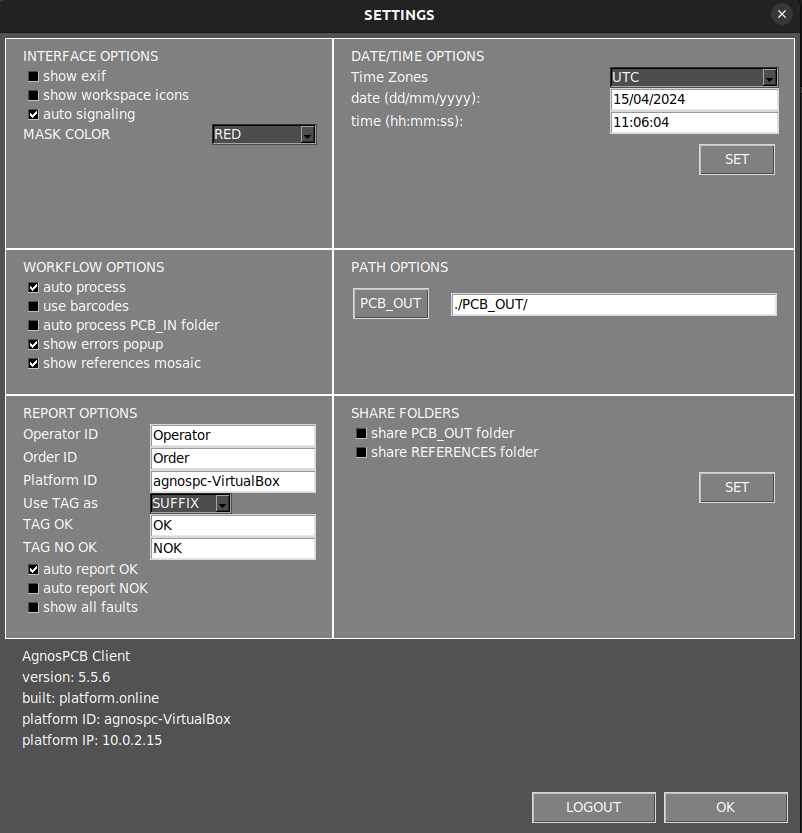 SETTINGS
INTERFACE OPTIONS
show exif
show workspace icons
auto signaling
MASK COLOR RED
DATE/TIME OPTIONS
Time Zones UTC
date (dd/mm/yyyy): 15/04/2024
time (hh:mm:ss): 11:06:04
SET
WORKFLOW OPTIONS
auto process
use barcodes
auto process PCB_IN folder
show errors popup
show references mosaic
PATH OPTIONS
PCB_OUT ./PCB_OUT/
REPORT OPTIONS
Operator ID Operator
Order ID Order
Platform ID agnospc-VirtualBox
Use TAG as SUFFIX
TAG OK OK
TAG NO OK NOK
auto report OK
auto report NOK
show all faults
SHARE FOLDERS
share PCB_OUT folder
share REFERENCES folder
SET
AgnosPCB Client
version: 5.5.6
built: platform.online
platform ID: agnospc-VirtualBox
platform IP: 10.0.2.15
LOGOUT OK